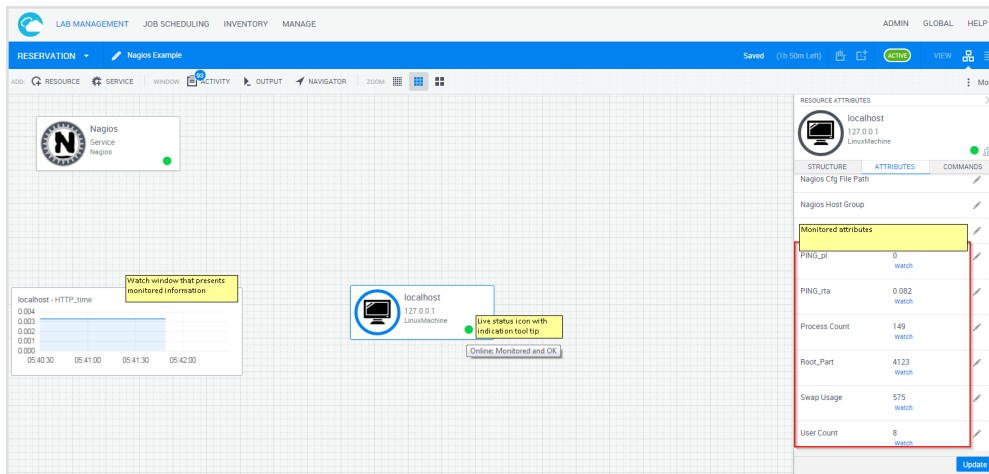 LAB MANAGEMENT JOB SCHEDULING INVENTORY MANAGE ADMIN GLOBAL HELP
RESERVATION Nagios Example Saved (1h 50m Left) ACTIVE VIEW
ADD: RESOURCE SERVICE WINDOW: 93 ACTIVITY OUTPUT NAVIGATOR ZOOM:
RESOURCE ATTRIBUTES
localhost
127.0.0.1
LinuxMachine
STRUCTURE ATTRIBUTES COMMANDS
Nagios Cfg File Path
Nagios Host Group
Monitored attributes
PING_pl 0
Watch
PING_rta 0.082
Watch
Process Count 149
Watch
Root_Part 4123
Watch
Swap Usage 575
Watch
User Count 8
Watch
Update
N
Nagios
Service
Nagios
Watch window that presents
monitored information
localhost - HTTP_time
0.004
0.003
0.002
0.001
0.000
05:40:30 05:41:00 05:41:30 05:42:00
localhost
127.0.0.1
LinuxMachine
Live status icon with
indication tool tip
Online: Monitored and OK